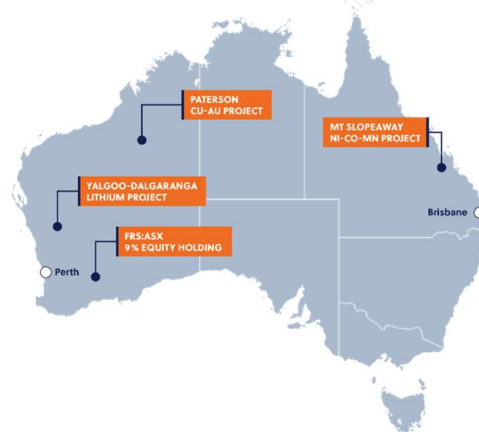 PATERSON
CU-AU PROJECT
MT SLOPEAWAY
NI-CO-MN PROJECT
YALGOO-DALGARANGA
LITHIUM PROJECT
Brisbane
FRS:ASX
9% EQUITY HOLDING
Perth